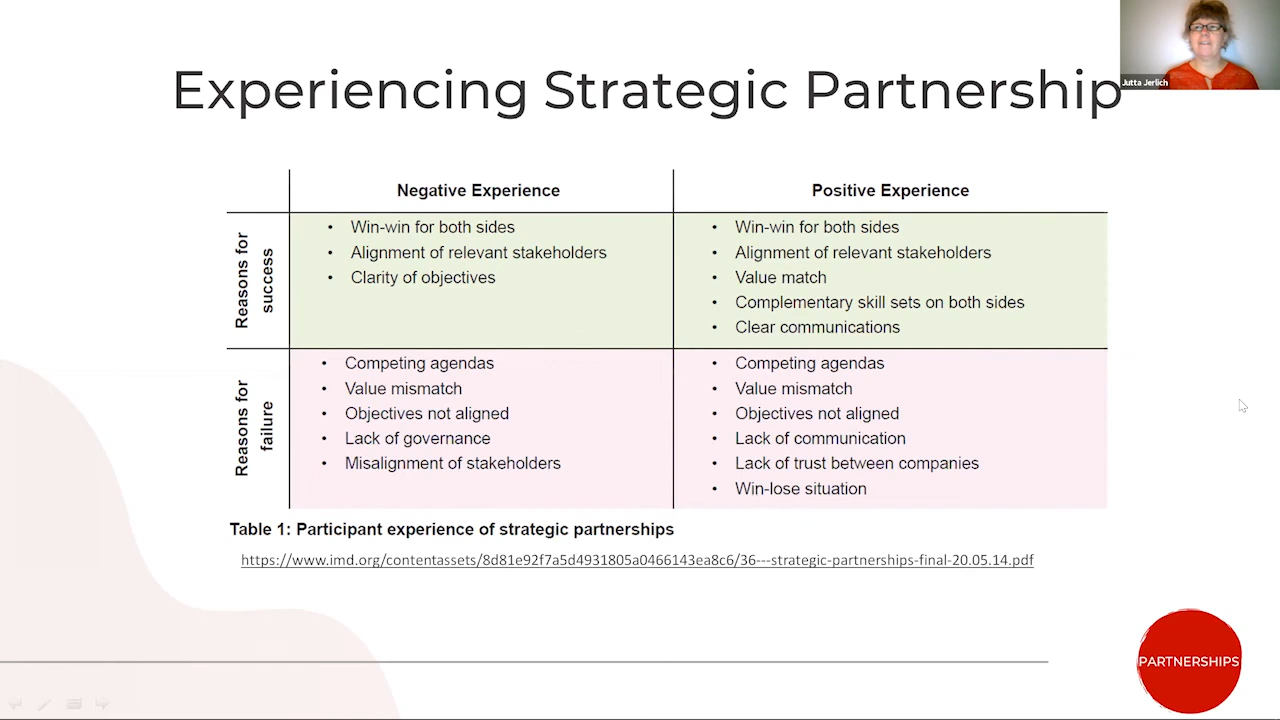 Jutta Jerlich
Experiencing Strategic Partnership
Negative Experience
Positive Experience
Reasons for
success
• Win-win for both sides
• Alignment of relevant stakeholders
• Clarity of objectives
• Win-win for both sides
• Alignment of relevant stakeholders
• Value match
• Complementary skill sets on both sides
• Clear communications
Reasons for
failure
• Competing agendas
• Value mismatch
• Objectives not aligned
• Lack of governance
• Misalignment of stakeholders
• Competing agendas
• Value mismatch
• Objectives not aligned
• Lack of communication
• Lack of trust between companies
• Win-lose situation
Table 1: Participant experience of strategic partnerships
https://www.imd.org/contentassets/8d81e92f7a5d4931805a0466143ea8c6/36---strategic-partnerships-final-20.05.14.pdf
PARTNERSHIPS